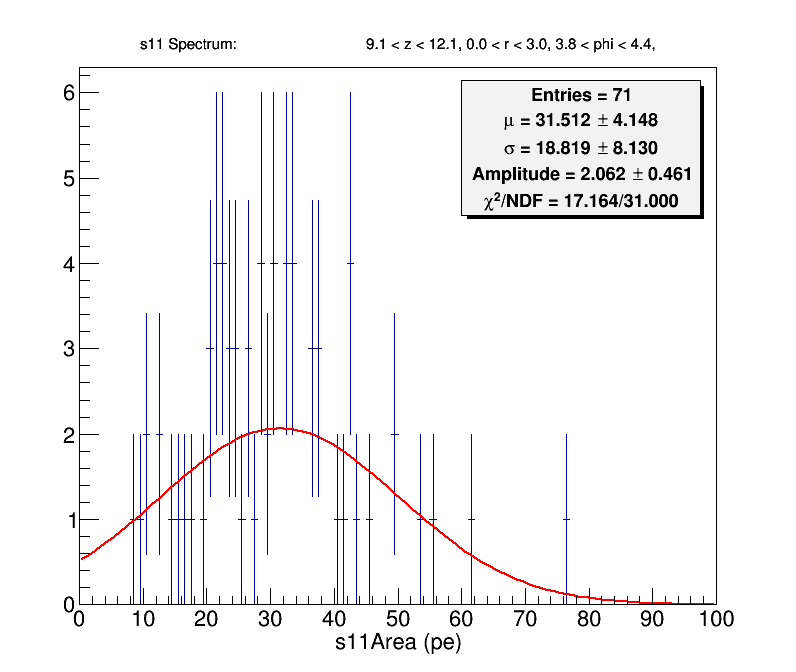 s11 Spectrum: 9.1 < z < 12.1, 0.0 < r < 3.0, 3.8 < phi < 4.4,
Entries = 71
μ = 31.512 ± 4.148
σ = 18.819 ± 8.130
Amplitude = 2.062 ± 0.461
χ²/NDF = 17.164/31.000
6
5
4
3
2
1
0
0 10 20 30 40 50 60 70 80 90 100
s11Area (pe)